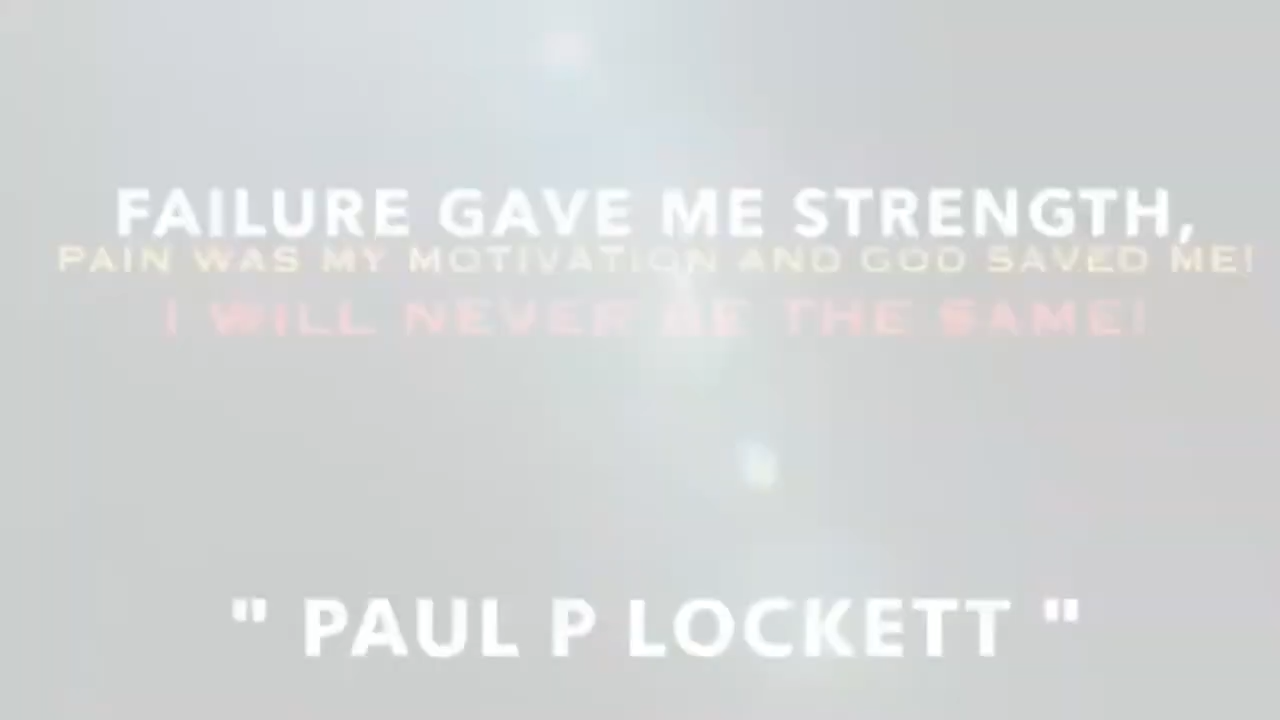 FAILURE GAVE ME STRENGTH,
PAIN WAS MY MOTIVATION AND GOD SAVED ME!
I WILL NEVER BE THE SAME!
" PAUL P LOCKETT "